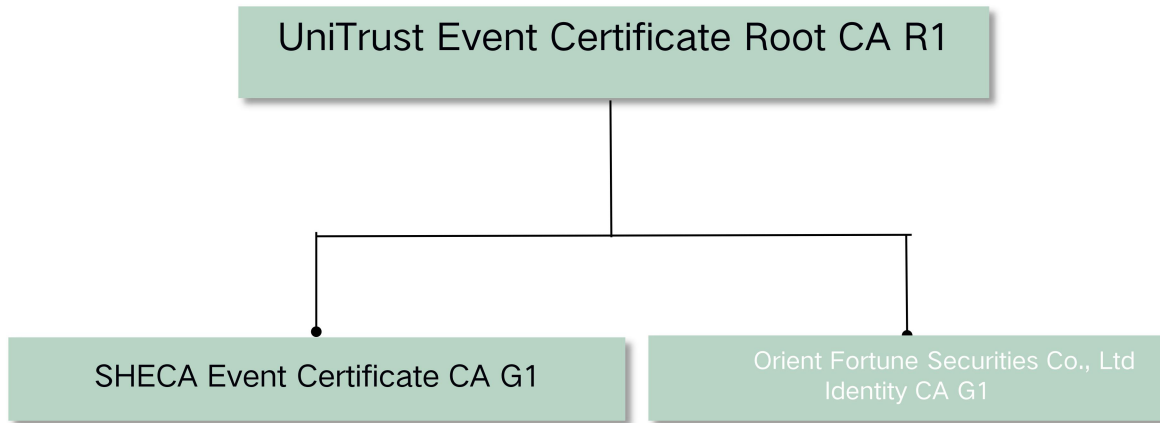 UniTrust Event Certificate Root CA R1
SHECA Event Certificate CA G1
Orient Fortune Securities Co., Ltd
Identity CA G1